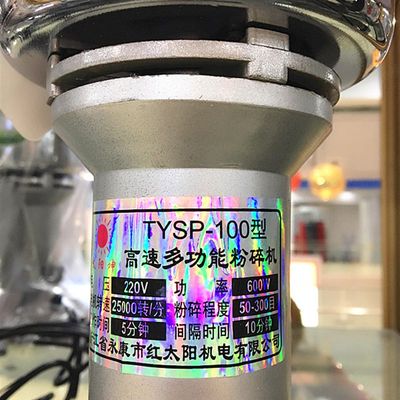 TYSP-100型
阳
高速多功能粉碎机
压 220V 功率 600W
速 25000转/分 粉碎程度 50-300目
时间 5分钟 间隔时间 10分钟
省永康市红太阳机电有限公司